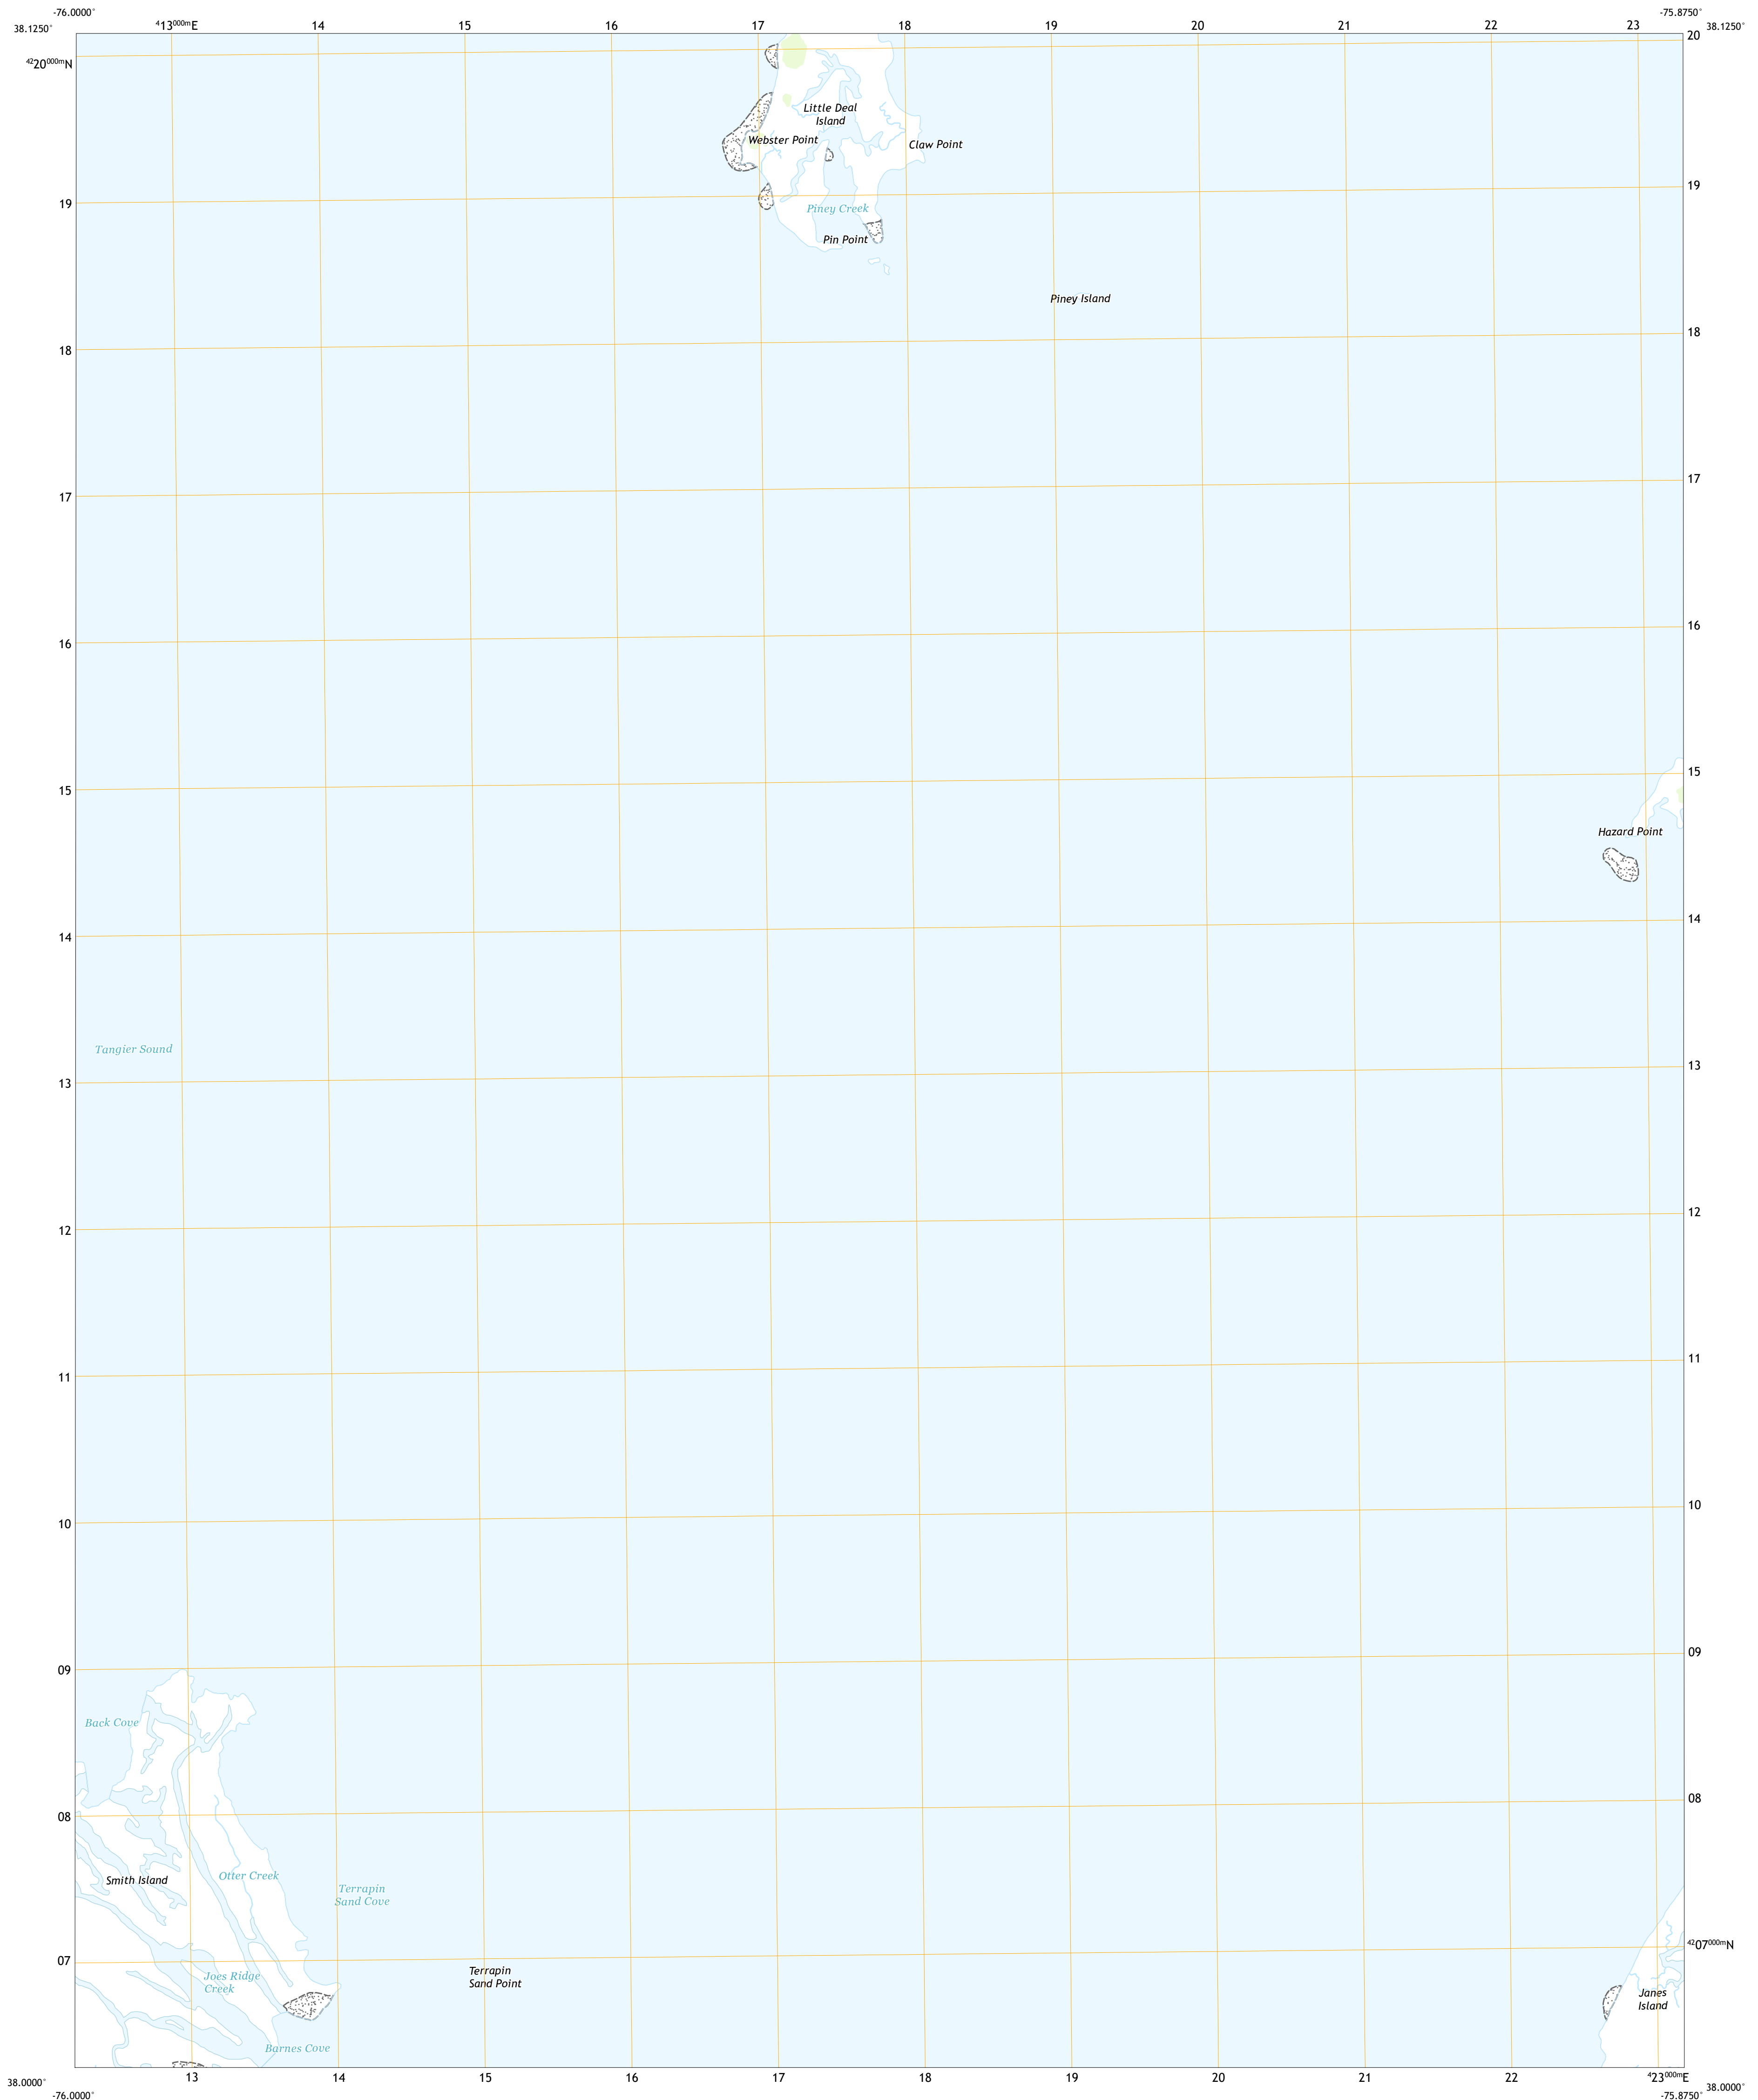 -76.0000°
-75.8750°
38.1250°
⁴13⁰⁰⁰ᵐE
14
15
16
17
18
19
20
21
22
23
38.1250°
⁴²20⁰⁰⁰ᵐN
20
Little Deal
Island
Webster Point
Claw Point
19
19
Piney Creek
Pin Point
Piney Island
18
18
17
17
16
16
15
15
Hazard Point
14
14
Tangier Sound
13
13
12
12
11
11
10
10
09
09
Back Cove
08
08
Smith Island
Otter Creek
Terrapin
Sand Cove
07
⁴²07⁰⁰⁰ᵐN
Joes Ridge
Creek
Terrapin
Sand Point
Janes
Island
Barnes Cove
38.0000°
13
14
15
16
17
18
19
20
21
22
⁴23⁰⁰⁰ᵐE
38.0000°
-76.0000°
-75.8750°